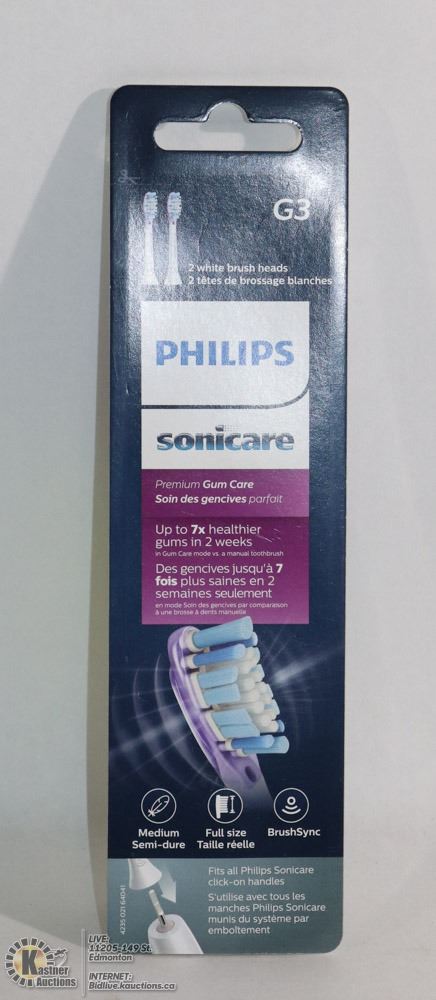 G3
2 white brush heads
2 têtes de brossage blanches
PHILIPS
sonicare
Premium Gum Care
Soin des gencives parfait
Up to 7x healthier
gums in 2 weeks
in Gum Care mode vs. a manual toothbrush
Des gencives jusqu'à 7
fois plus saines en 2
semaines seulement
en mode Soin des gencives par comparaison
à une brosse à dents manuelle
Medium
Semi-dure
Full size
Taille réelle
BrushSync
Fits all Philips Sonicare
click-on handles
S'utilise avec tous les
manches Philips Sonicare
munis du système par
emboîtement
4235 021 64041
Kastner
Auctions
LIVE:
11205-149 St.
Edmonton
INTERNET:
Bidlive.kauctions.ca